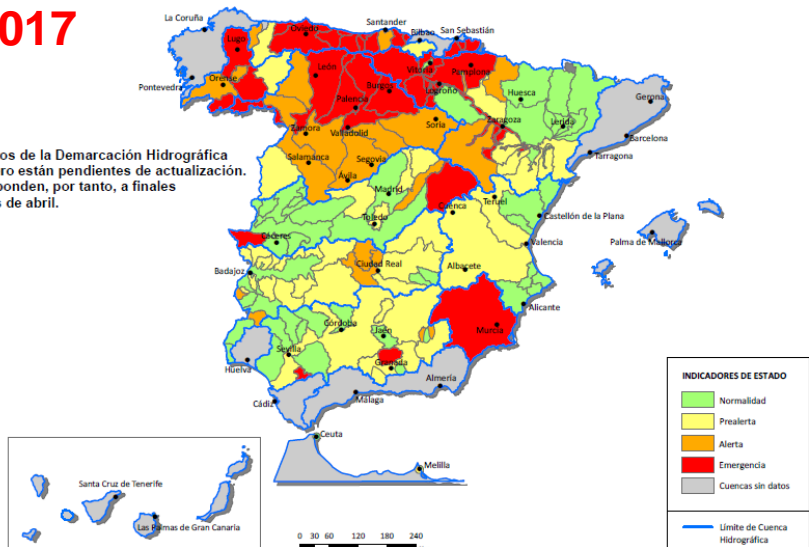 017
La Coruña
Lugo
Oviedo
Santander
Bilbao
San Sebastián
Pontevedra
Orense
León
Vitoria
Pamplona
Burgos
Logroño
Palencia
Huesca
Gerona
Zamora
Valladolid
Soria
Zaragoza
Lerida
Barcelona
Tarragona
os de la Demarcación Hidrográfica
ro están pendientes de actualización.
ponden, por tanto, a finales
s de abril.
Salamanca
Segovia
Ávila
Madrid
Teruel
Cuenca
Castellón de la Plana
Toledo
Cáceres
Valencia
Palma de Mallorca
Badajoz
Ciudad Real
Albacete
Alicante
Córdoba
Jaén
Murcia
Sevilla
Huelva
Granada
Almería
Cádiz
Málaga
Ceuta
Melilla
Santa Cruz de Tenerife
Las Palmas de Gran Canaria
0 30 60 120 180 240
INDICADORES DE ESTADO
Normalidad
Prealerta
Alerta
Emergencia
Cuencas sin datos
Límite de Cuenca
Hidrográfica